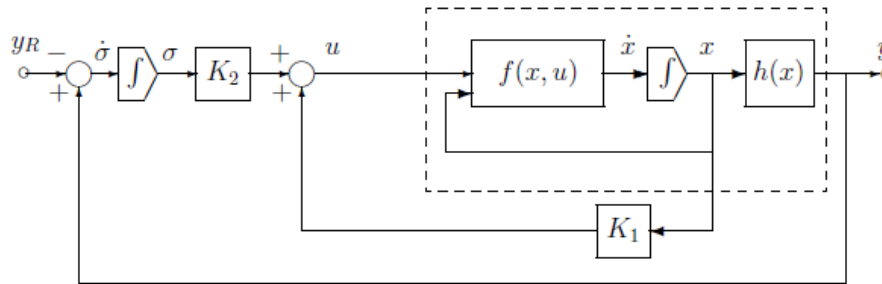 y_R − σ̇ ∫ σ K_2 + u f(x, u) ẋ ∫ x h(x) y
+ +
K_1